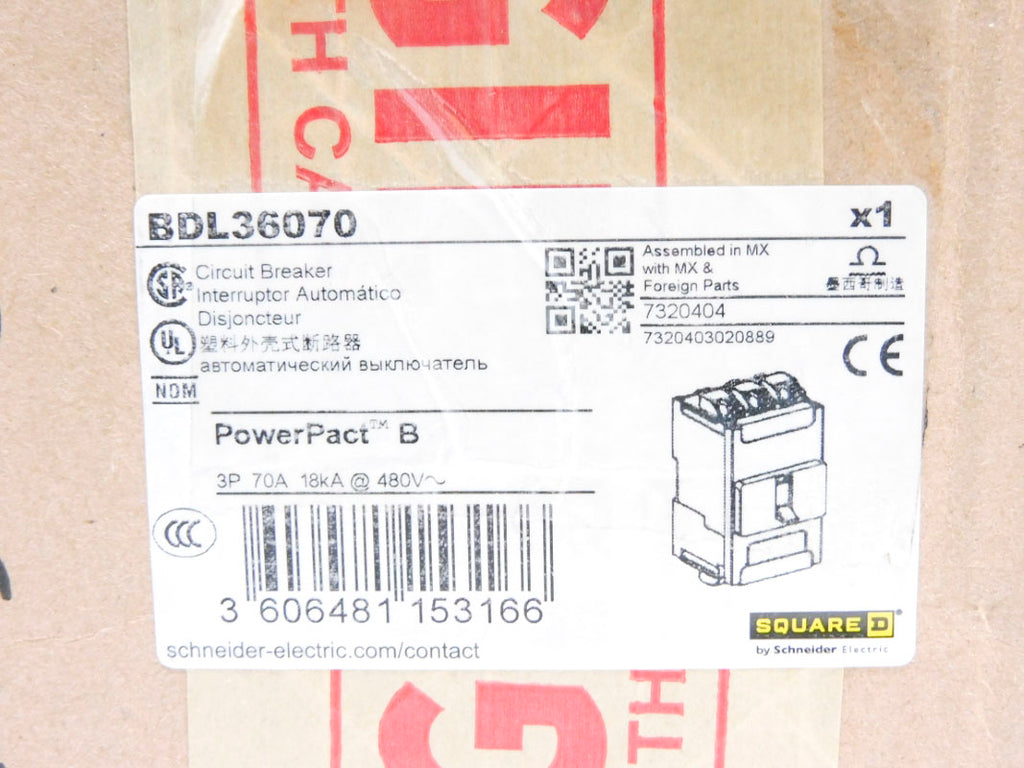 TH CA
BDL36070
x1
Circuit Breaker
Interruptor Automático
Disjoncteur
塑料外壳式断路器
автоматический выключатель
UL
NOM
Assembled in MX
with MX &
Foreign Parts
墨西哥制造
7320404
7320403020889
CE
PowerPact™ B
3P 70A 18kA @ 480V~
CCC
3 606481 153166
schneider-electric.com/contact
SQUARE D
by Schneider Electric
G
TH